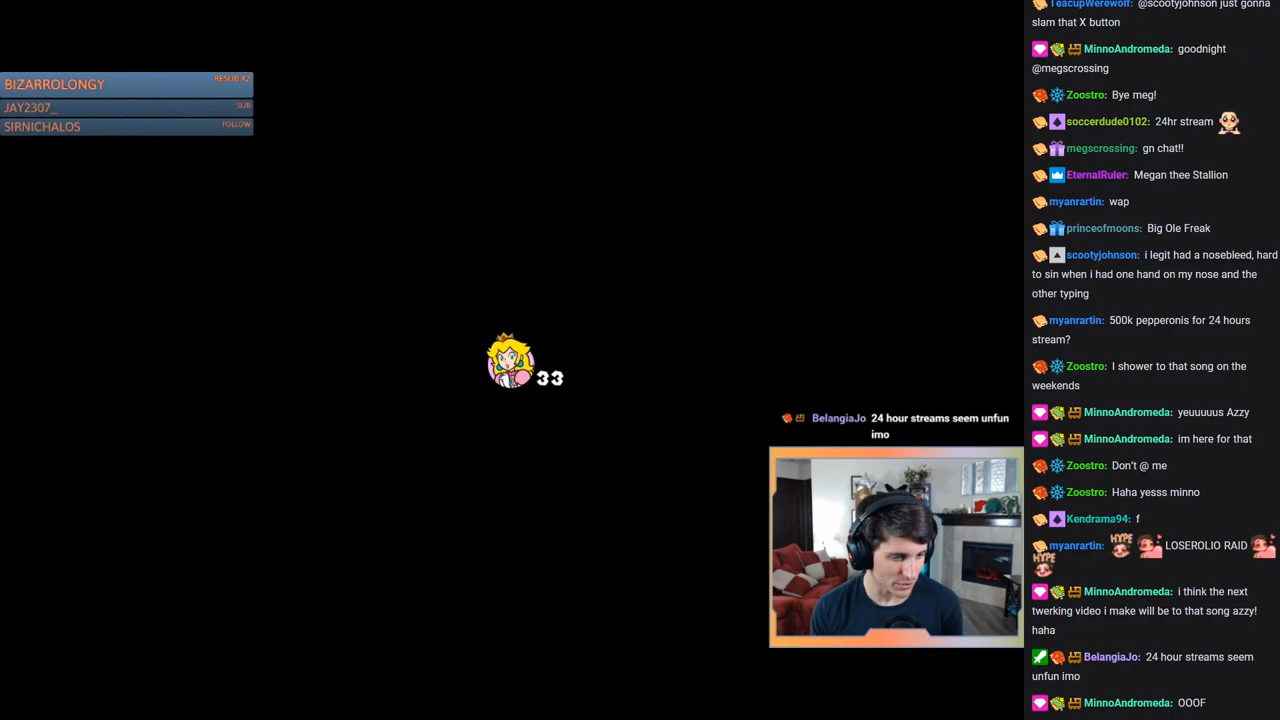 BIZARROLONGY RESUB X2
JAY2307_ SUB
SIRNICHALOS FOLLOW
33
BelangiaJo 24 hour streams seem unfun
imo
TeacupWerewolf: @scootyjohnson just gonna
slam that X button
MinnoAndromeda: goodnight
@megscrossing
Zoostro: Bye meg!
soccerdude0102: 24hr stream
megscrossing: gn chat!!
EternalRuler: Megan thee Stallion
myanrartin: wap
princeofmoons: Big Ole Freak
scootyjohnson: i legit had a nosebleed, hard
to sin when i had one hand on my nose and the
other typing
myanrartin: 500k pepperonis for 24 hours
stream?
Zoostro: I shower to that song on the
weekends
MinnoAndromeda: yeuuuuus Azzy
MinnoAndromeda: im here for that
Zoostro: Don't @ me
Zoostro: Haha yesss minno
Kendrama94: f
myanrartin: HYPE LOSEROLIO RAID
HYPE
MinnoAndromeda: i think the next
twerking video i make will be to that song azzy!
haha
BelangiaJo: 24 hour streams seem
unfun imo
MinnoAndromeda: OOOF